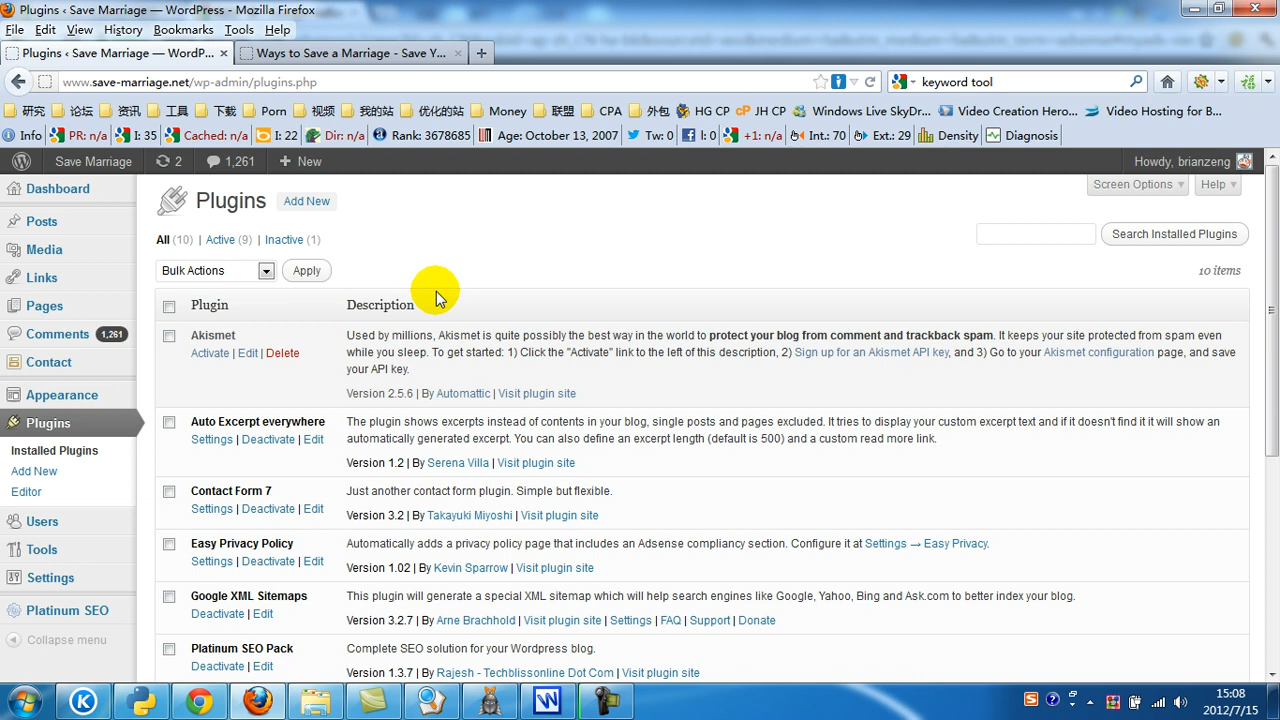 Plugins ‹ Save Marriage — WordPress - Mozilla Firefox
File Edit View History Bookmarks Tools Help
Plugins ‹ Save Marriage — WordP... × Ways to Save a Marriage - Save Y... × +
www.save-marriage.net/wp-admin/plugins.php keyword tool
研究 论坛 资讯 工具 下载 Porn 视频 我的站 优化的站 Money 联盟 CPA 外包 HG CP JH CP Windows Live SkyDr... Video Creation Hero... Video Hosting for B...
Info PR: n/a I: 35 Cached: n/a I: 22 Dir: n/a Rank: 3678685 Age: October 13, 2007 Tw: 0 l: 0 +1: n/a Int.: 70 Ext.: 29 Density Diagnosis
Save Marriage 2 1,261 + New Howdy, brianzeng
Dashboard
Posts
Media
Links
Pages
Comments 1,261
Contact
Appearance
Plugins
Installed Plugins
Add New
Editor
Users
Tools
Settings
Platinum SEO
Collapse menu
Screen Options Help
Plugins Add New
All (10) | Active (9) | Inactive (1)
Search Installed Plugins
Bulk Actions Apply 10 items
Plugin Description
Akismet
Activate | Edit | Delete
Used by millions, Akismet is quite possibly the best way in the world to protect your blog from comment and trackback spam. It keeps your site protected from spam even
while you sleep. To get started: 1) Click the "Activate" link to the left of this description, 2) Sign up for an Akismet API key, and 3) Go to your Akismet configuration page, and save
your API key.
Version 2.5.6 | By Automattic | Visit plugin site
Auto Excerpt everywhere
Settings | Deactivate | Edit
The plugin shows excerpts instead of contents in your blog, single posts and pages excluded. It tries to display your custom excerpt text and if it doesn't find it it will show an
automatically generated excerpt. You can also define an excerpt length (default is 500) and a custom read more link.
Version 1.2 | By Serena Villa | Visit plugin site
Contact Form 7
Settings | Deactivate | Edit
Just another contact form plugin. Simple but flexible.
Version 3.2 | By Takayuki Miyoshi | Visit plugin site
Easy Privacy Policy
Settings | Deactivate | Edit
Automatically adds a privacy policy page that includes an Adsense compliancy section. Configure it at Settings → Easy Privacy.
Version 1.02 | By Kevin Sparrow | Visit plugin site
Google XML Sitemaps
Deactivate | Edit
This plugin will generate a special XML sitemap which will help search engines like Google, Yahoo, Bing and Ask.com to better index your blog.
Version 3.2.7 | By Arne Brachhold | Visit plugin site | Settings | FAQ | Support | Donate
Platinum SEO Pack
Deactivate | Edit
Complete SEO solution for your Wordpress blog.
Version 1.3.7 | By Rajesh - Techblissonline Dot Com | Visit plugin site
15:08
2012/7/15